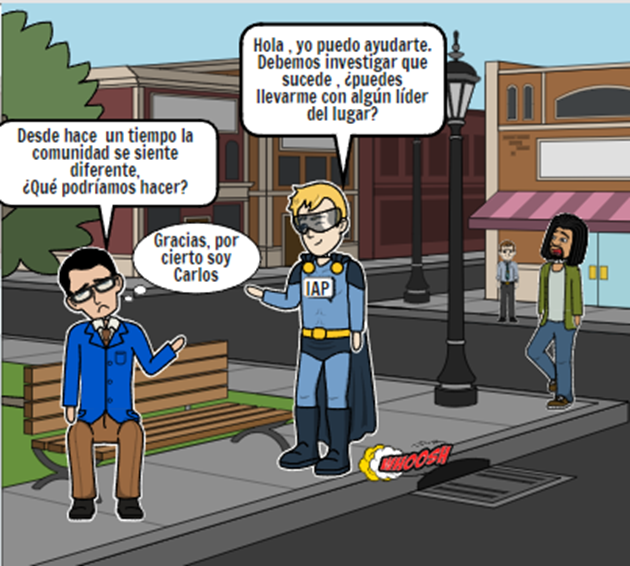 Desde hace un tiempo la
comunidad se siente
diferente,
¿Qué podríamos hacer?
Hola , yo puedo ayudarte.
Debemos investigar que
sucede , ¿puedes
llevarme con algún líder
del lugar?
Gracias, por
cierto soy
Carlos
IAP
WHOOSH